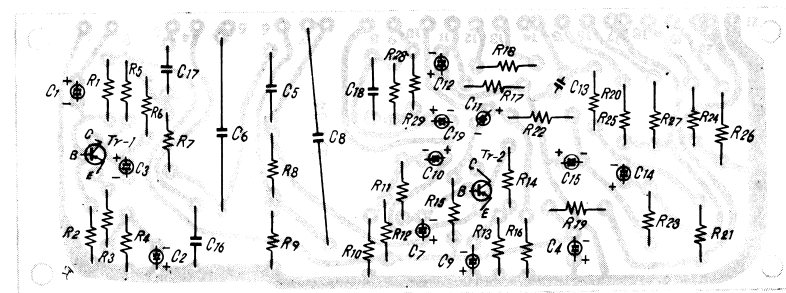 C1
R1
R5
R6
C17
R7
C
Tr-1
B
E
C3
C6
C5
C8
C18
R28
R29
C12
R18
R17
C11
C19
R22
C13
R20
R25
R27
R24
R26
R8
R11
C10
C
Tr-2
B
E
R14
R15
C15
C14
R2
R3
R4
C2
C16
R9
R10
R12
C7
C9
R13
R16
R19
C4
R23
R21